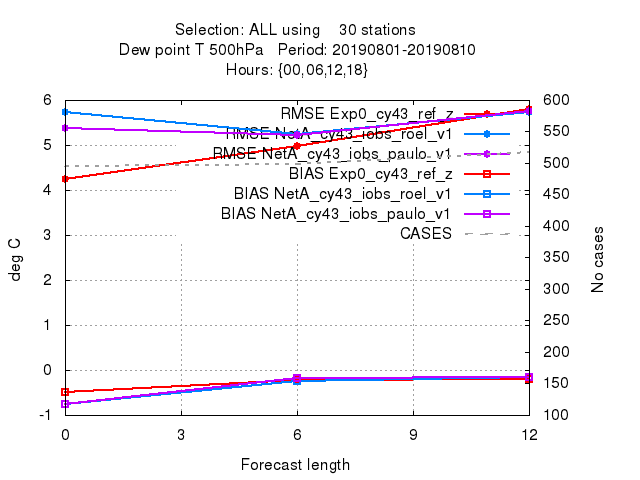 Selection: ALL using    30 stations
Dew point T 500hPa   Period: 20190801-20190810
Hours: {00,06,12,18}
RMSE Exp0_cy43_ref_z
RMSE NetA_cy43_iobs_roel_v1
RMSE NetA_cy43_iobs_paulo_v1
BIAS Exp0_cy43_ref_z
BIAS NetA_cy43_iobs_roel_v1
BIAS NetA_cy43_iobs_paulo_v1
CASES
deg C
6
5
4
3
2
1
0
-1
600
550
500
450
400
350
300
250
200
150
100
No cases
0 3 6 9 12
Forecast length